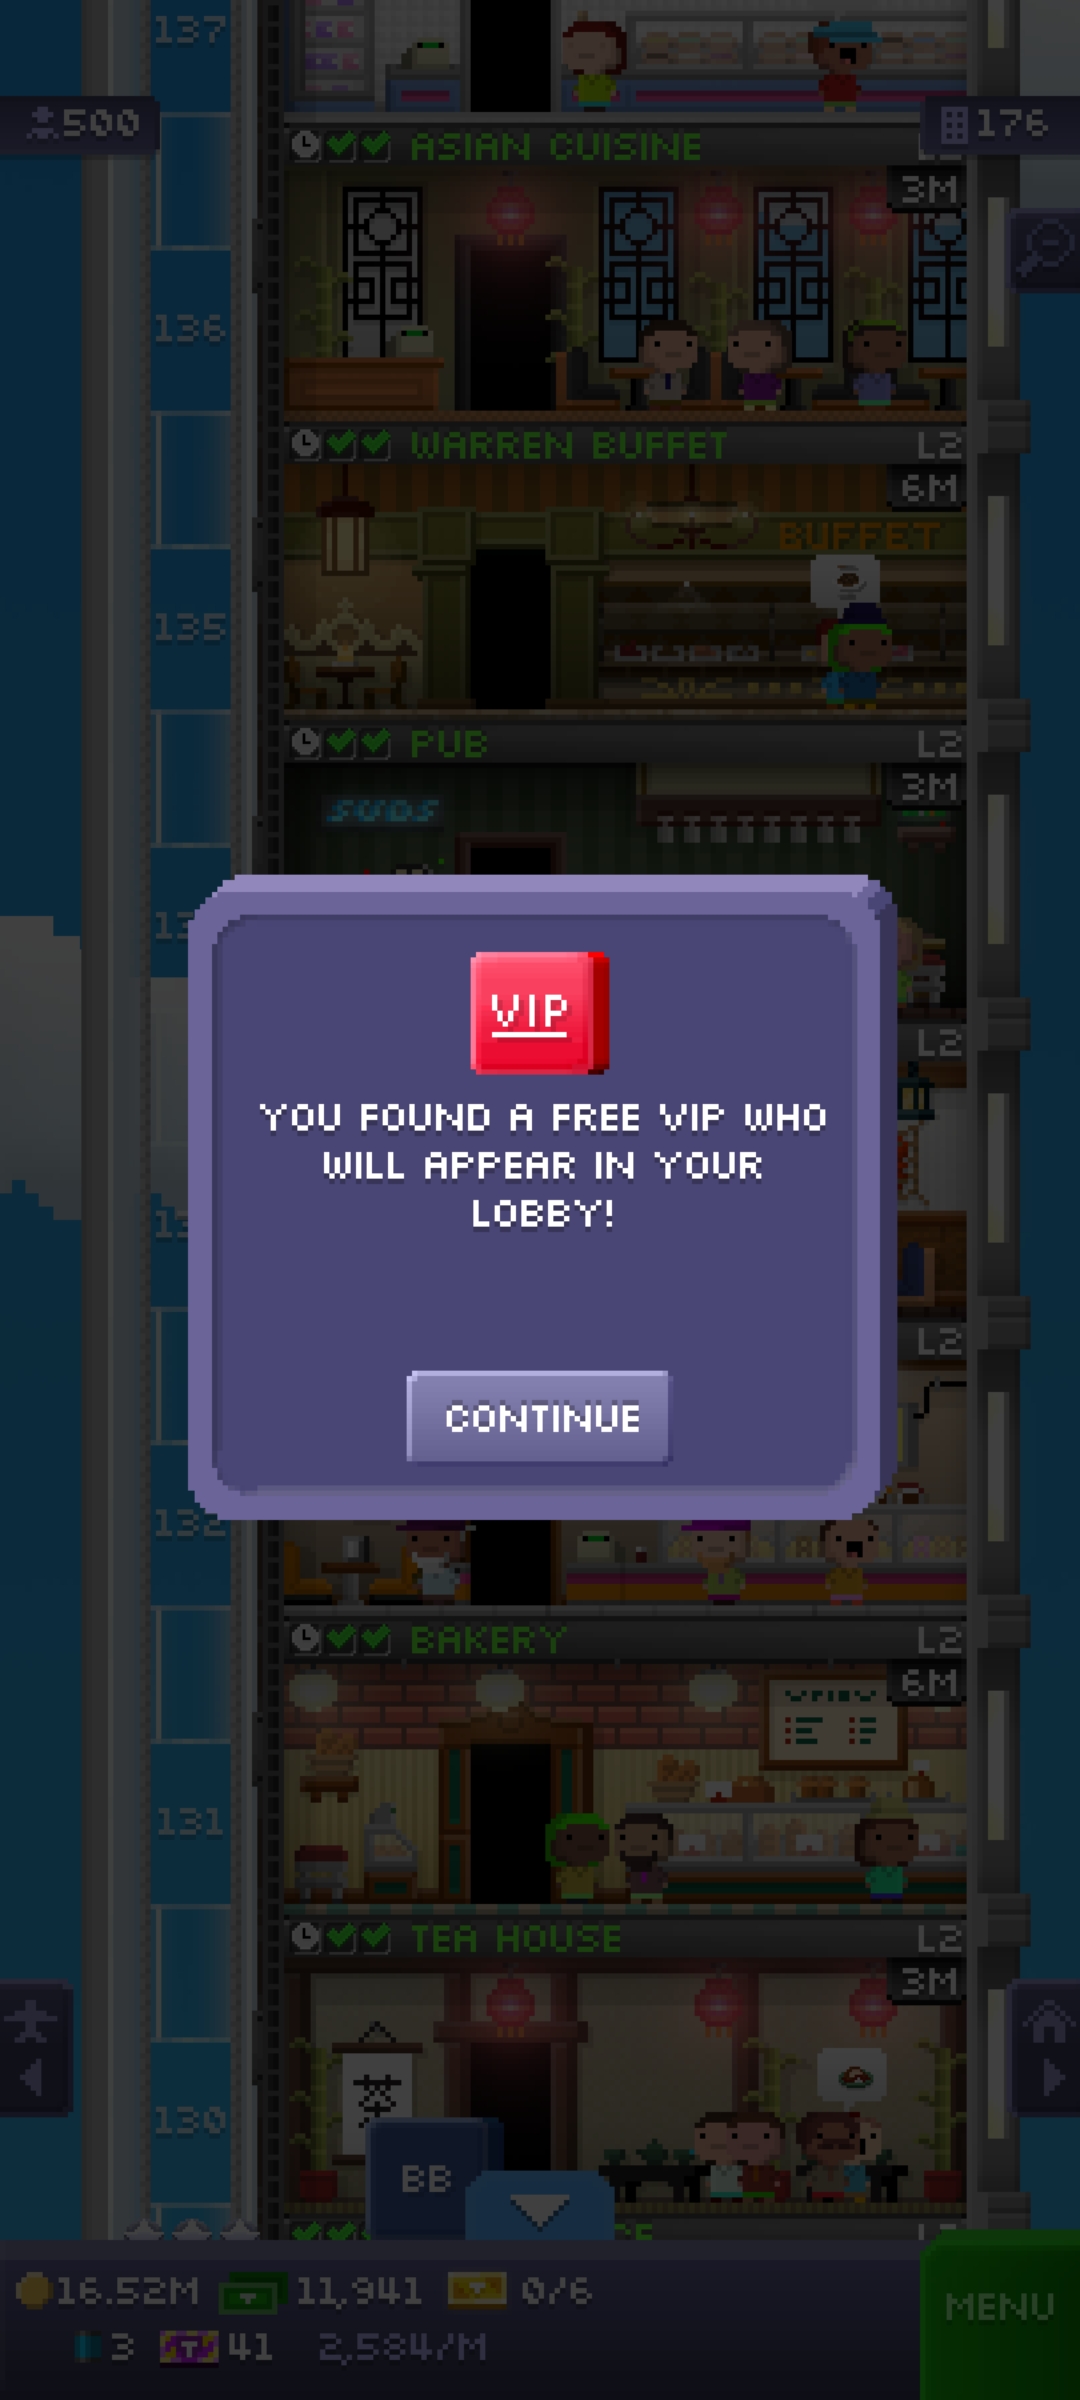 137
500
176
ASIAN CUISINE
3M
136
WARREN BUFFET L2
6M
BUFFET
135
PUB L2
3M
SUDS
L2
VIP
YOU FOUND A FREE VIP WHO
WILL APPEAR IN YOUR
LOBBY!
L2
CONTINUE
132
BAKERY L2
6M
131
TEA HOUSE L2
3M
130
BB
16.52M 11,941 0/6
MENU
3 T 41 2,584/M